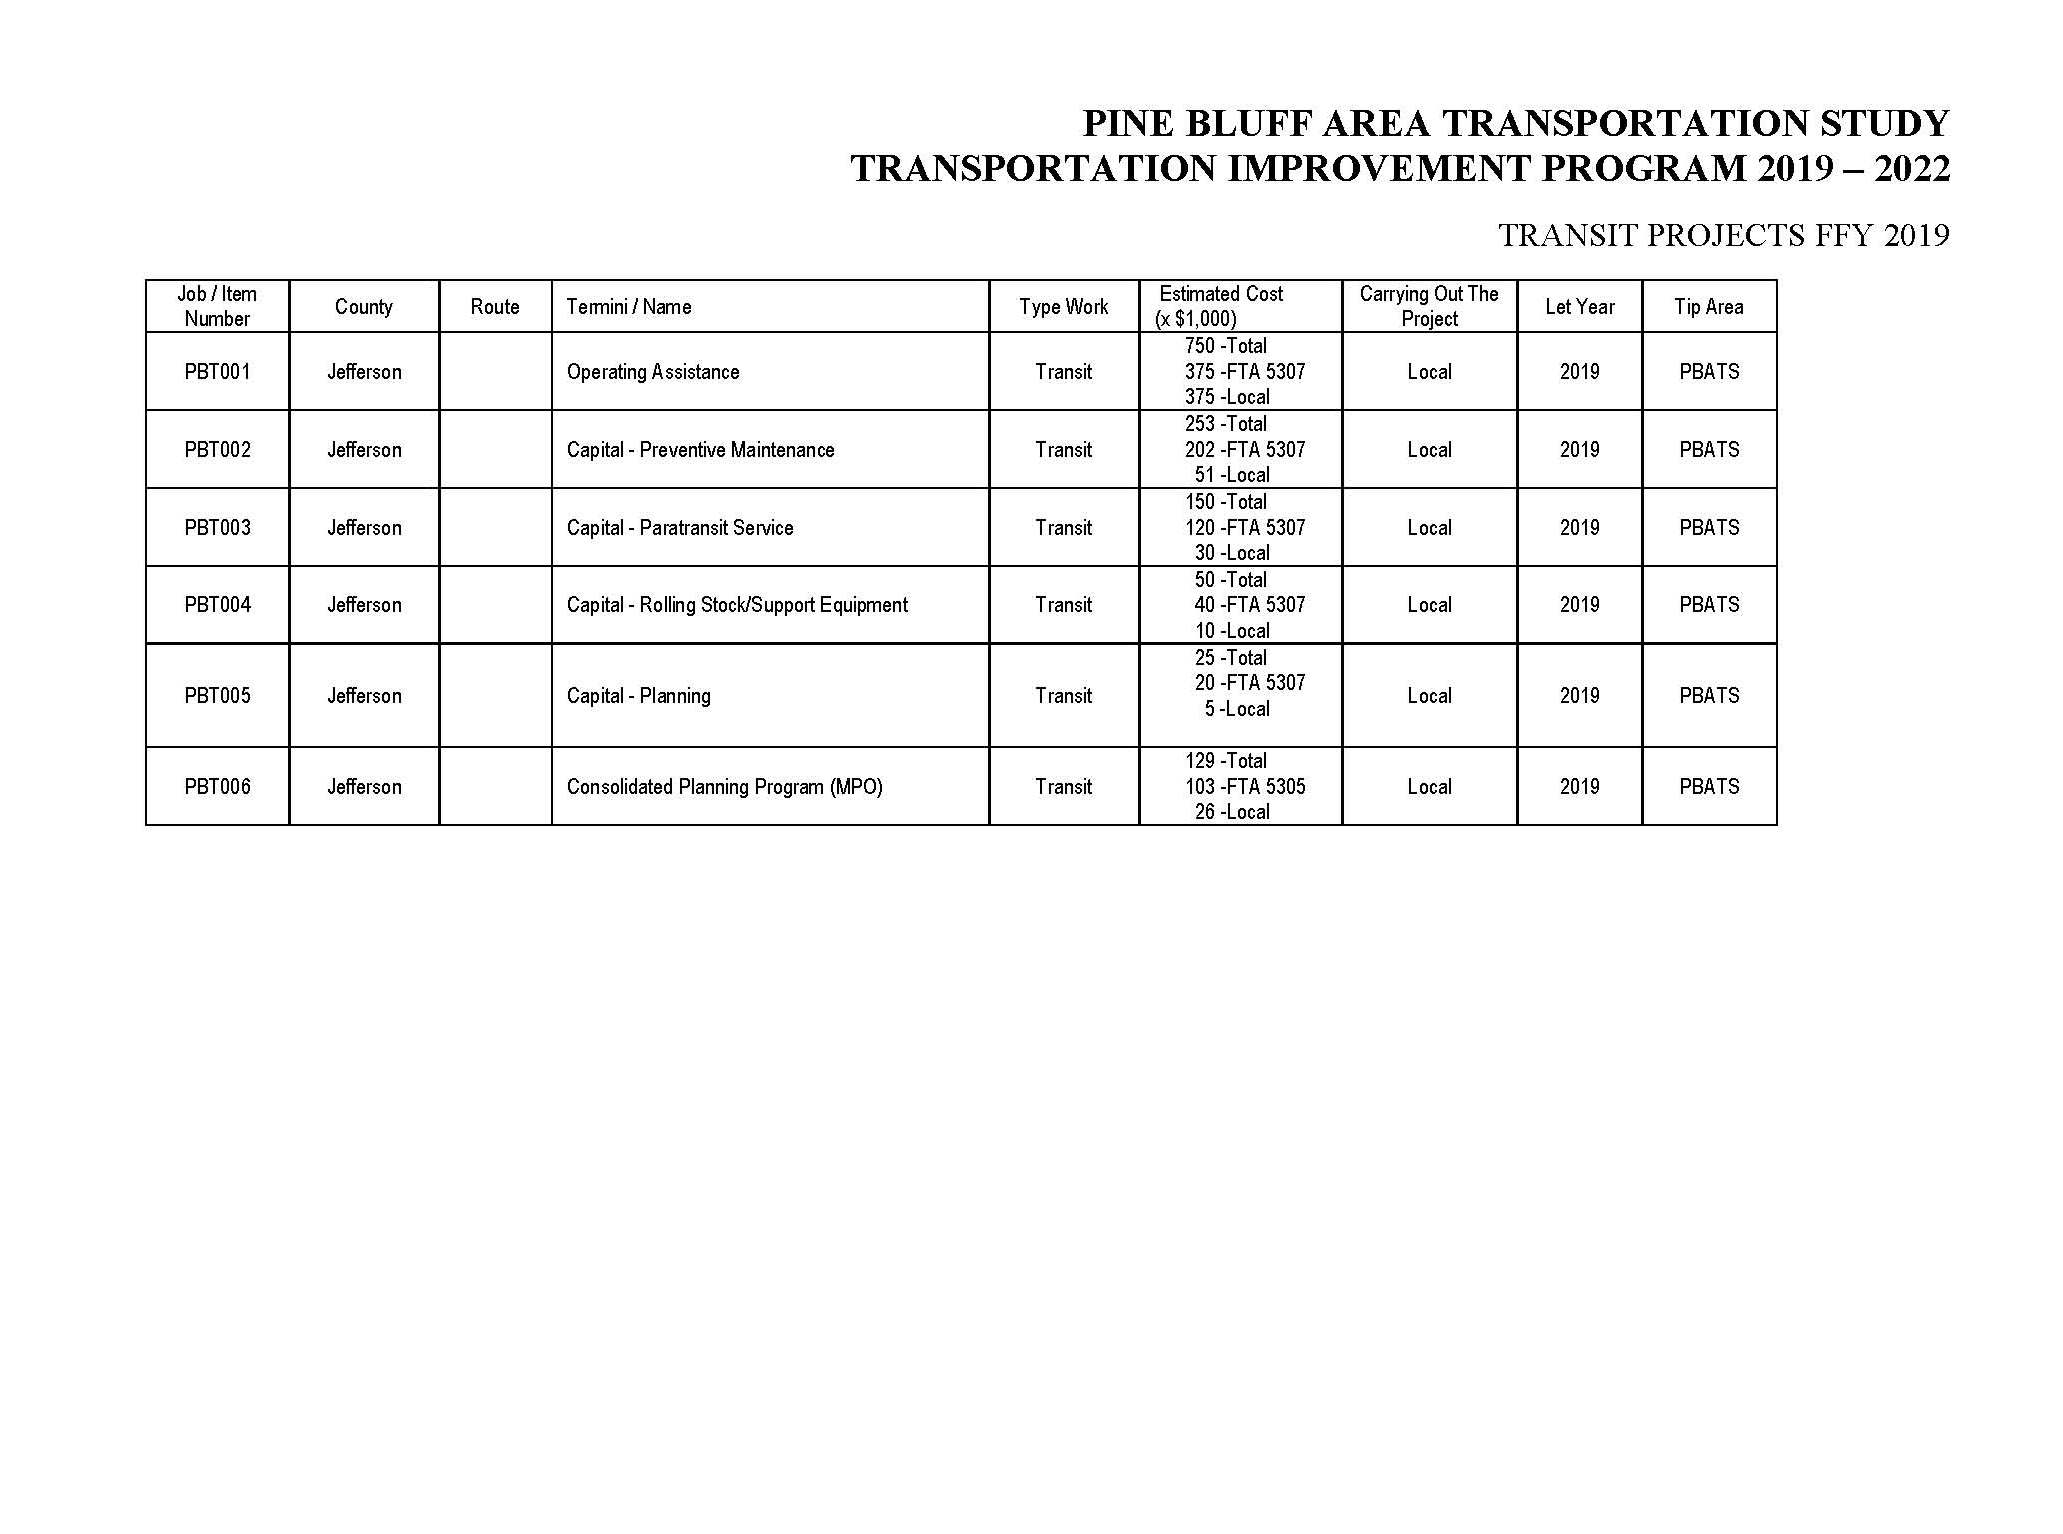 PINE BLUFF AREA TRANSPORTATION STUDY
TRANSPORTATION IMPROVEMENT PROGRAM 2019 – 2022
TRANSIT PROJECTS FFY 2019
Job / Item Number County Route Termini / Name Type Work Estimated Cost (x $1,000) Carrying Out The Project Let Year Tip Area
PBT001 Jefferson Operating Assistance Transit 750 -Total 375 -FTA 5307 375 -Local Local 2019 PBATS
PBT002 Jefferson Capital - Preventive Maintenance Transit 253 -Total 202 -FTA 5307 51 -Local Local 2019 PBATS
PBT003 Jefferson Capital - Paratransit Service Transit 150 -Total 120 -FTA 5307 30 -Local Local 2019 PBATS
PBT004 Jefferson Capital - Rolling Stock/Support Equipment Transit 50 -Total 40 -FTA 5307 10 -Local Local 2019 PBATS
PBT005 Jefferson Capital - Planning Transit 25 -Total 20 -FTA 5307 5 -Local Local 2019 PBATS
PBT006 Jefferson Consolidated Planning Program (MPO) Transit 129 -Total 103 -FTA 5305 26 -Local Local 2019 PBATS